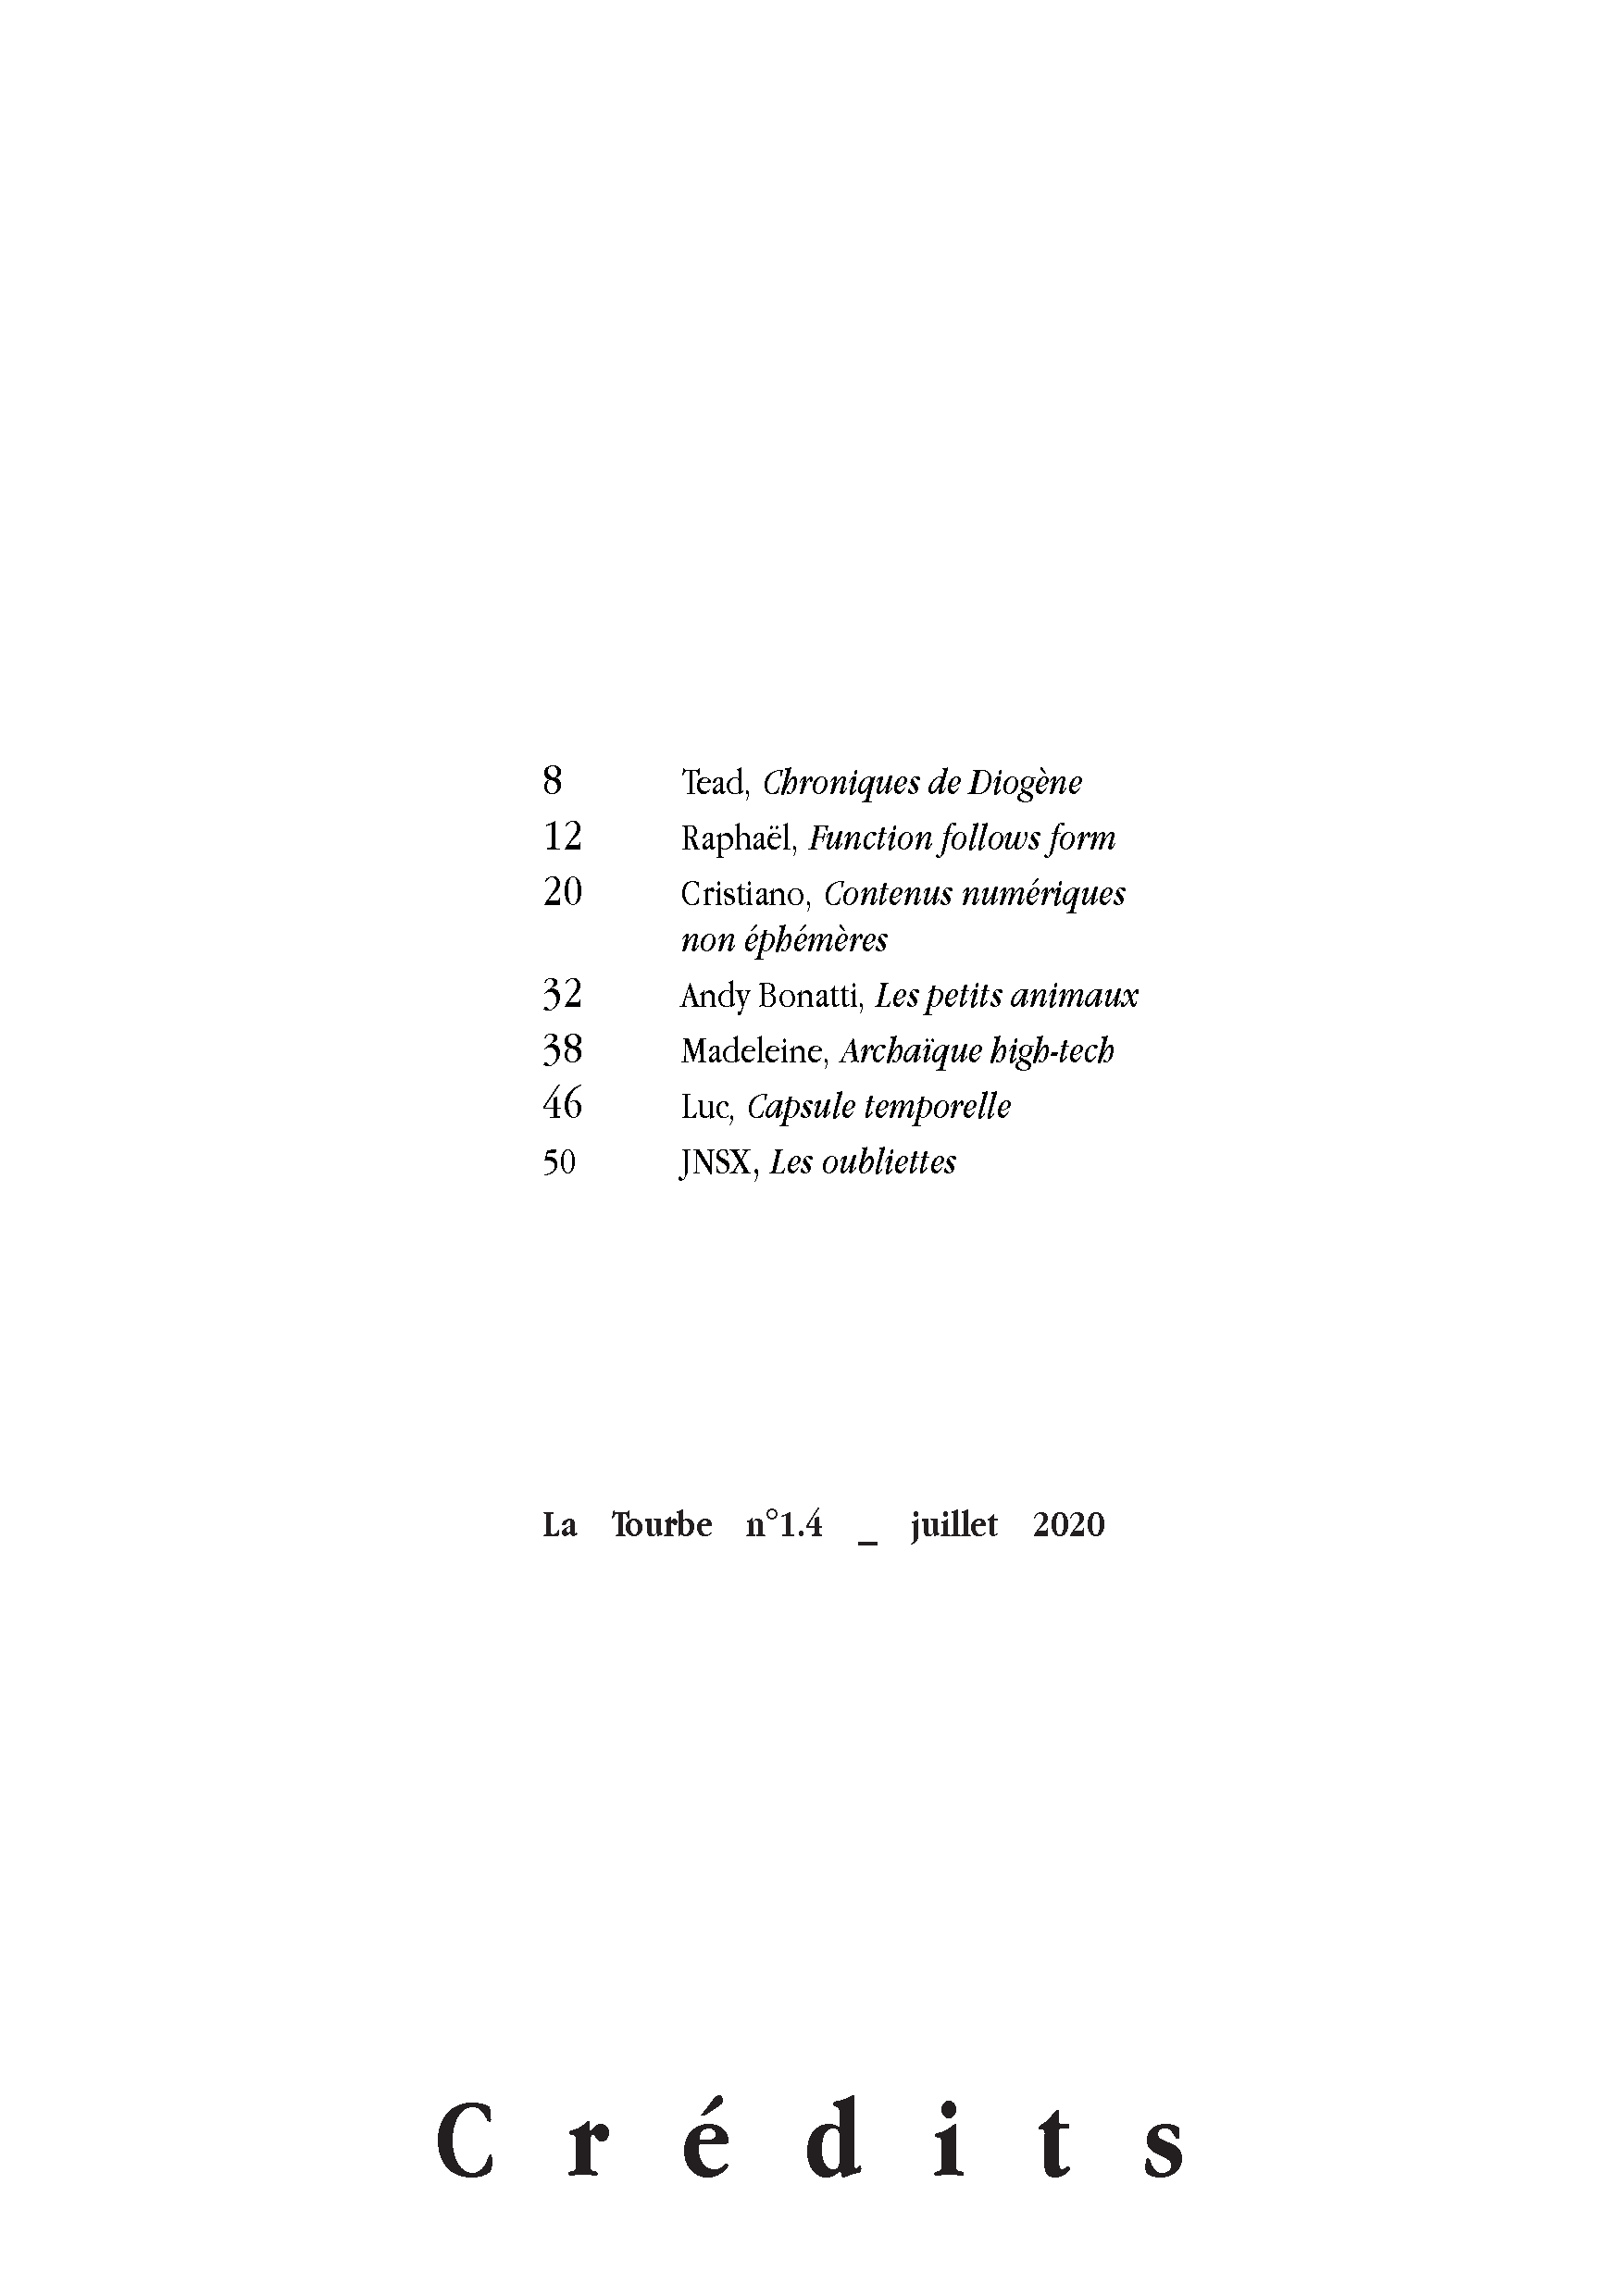 8 Tead, Chroniques de Diogène
12 Raphaël, Function follows form
20 Cristiano, Contenus numériques
non éphémères
32 Andy Bonatti, Les petits animaux
38 Madeleine, Archaïque high-tech
46 Luc, Capsule temporelle
50 JNSX, Les oubliettes
La Tourbe n°1.4 _ juillet 2020
Crédits